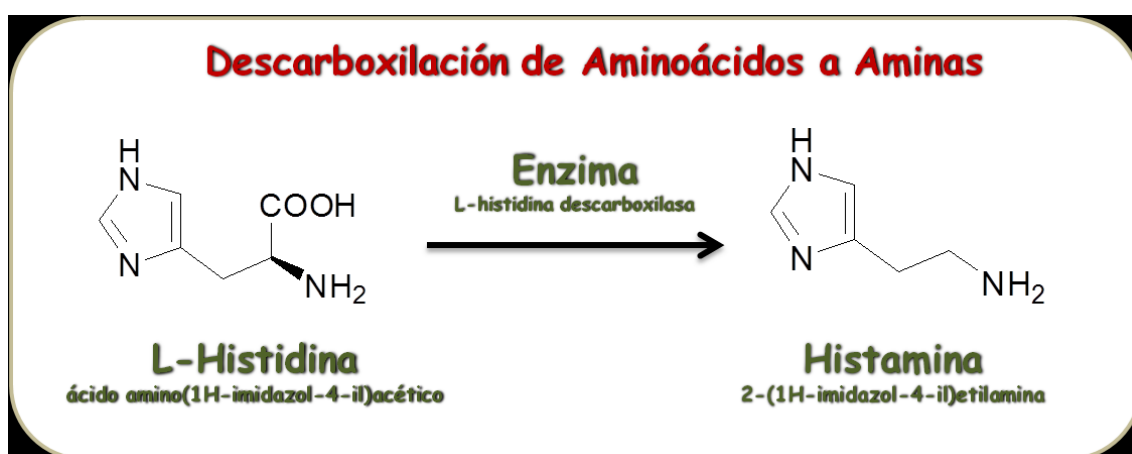 Descarboxilación de Aminoácidos a Aminas
H
N
N
COOH
NH₂
Enzima
L-histidina descarboxilasa
H
N
N
NH₂
L-Histidina
ácido amino(1H-imidazol-4-il)acético
Histamina
2-(1H-imidazol-4-il)etilamina